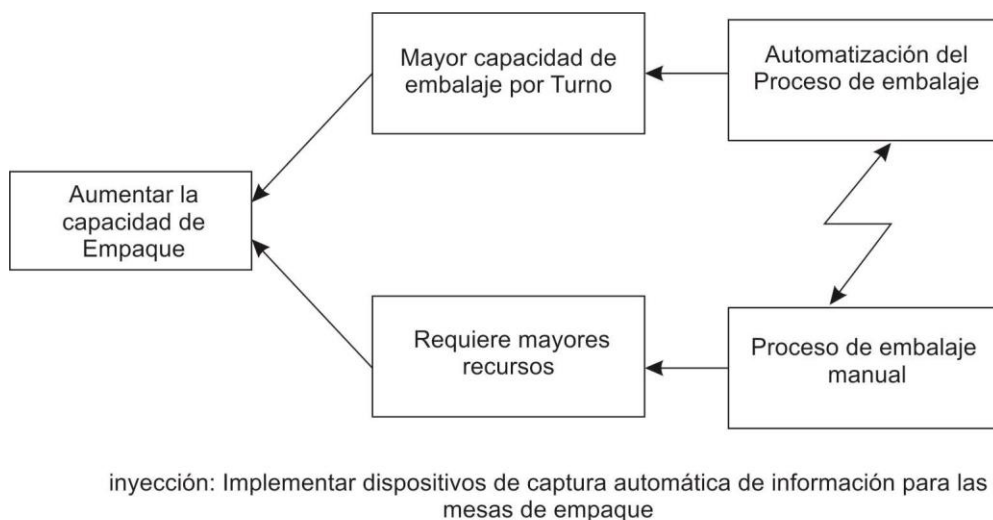 Mayor capacidad de
embalaje por Turno
Automatización del
Proceso de embalaje
Aumentar la
capacidad de
Empaque
Requiere mayores
recursos
Proceso de embalaje
manual
inyección: Implementar dispositivos de captura automática de información para las
mesas de empaque